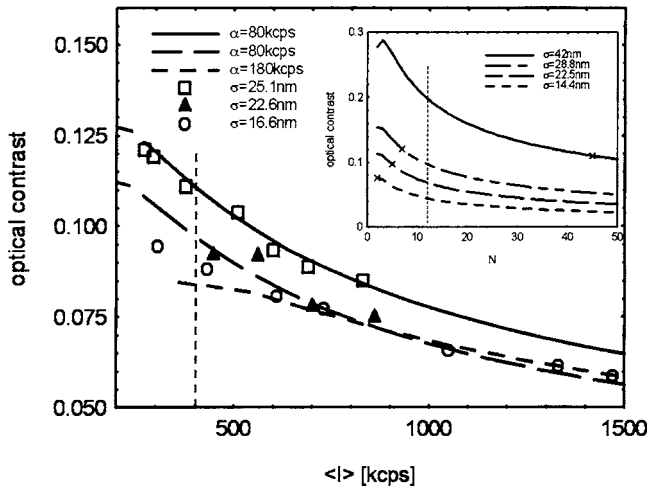 0.150
0.125
0.100
0.075
0.050
optical contrast
α=80kcps
α=80kcps
α=180kcps
σ=25.1nm
σ=22.6nm
σ=16.6nm
500
1000
1500
<I> [kcps]
0.3
0.2
0.1
0.0
optical contrast
σ=42nm
σ=28.8nm
σ=22.5nm
σ=14.4nm
0
10
20
30
40
50
N